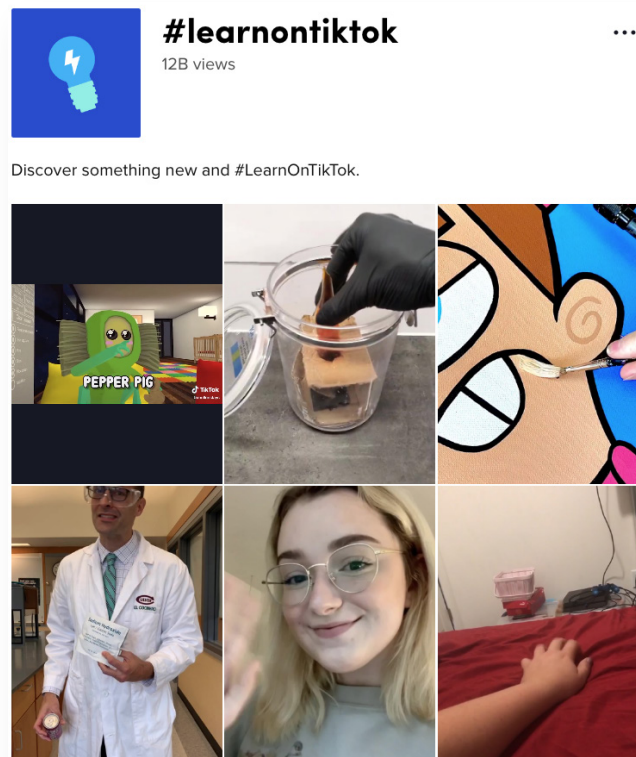 #learnontiktok
12B views
Discover something new and #LearnOnTikTok.
PEPPER PIG
TikTok